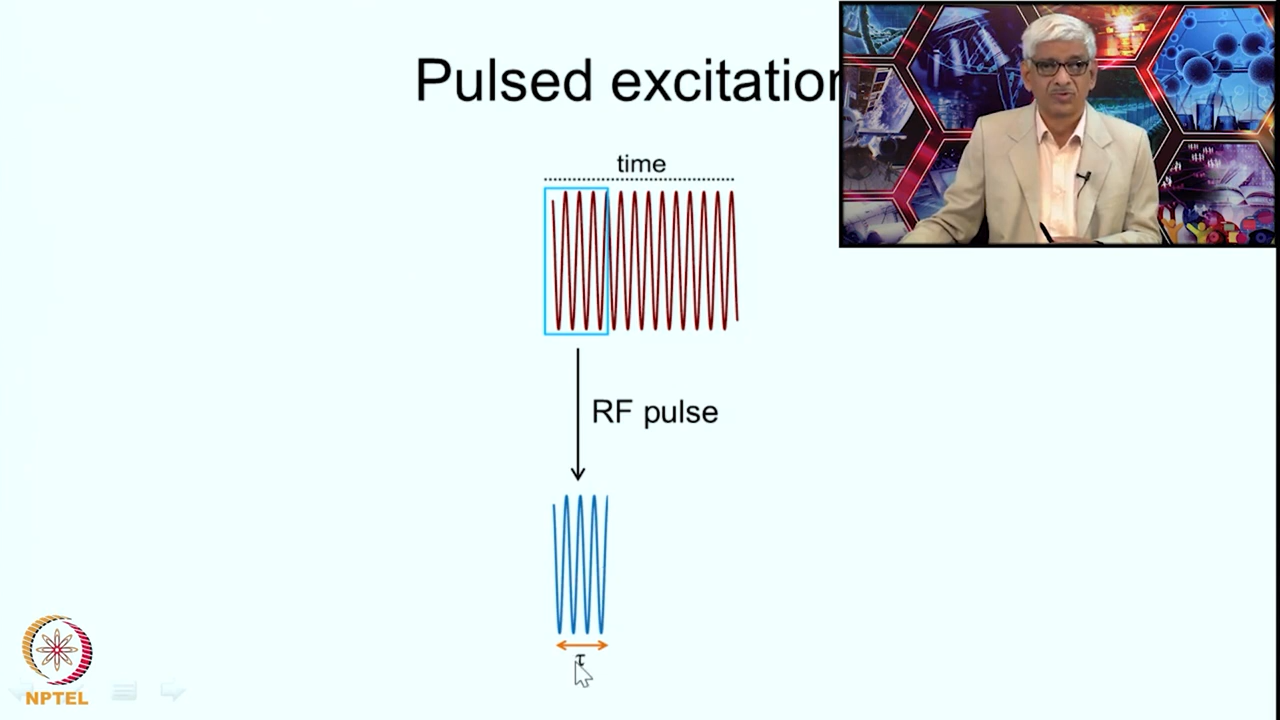 Pulsed excitation
time
RF pulse
τ
NPTEL